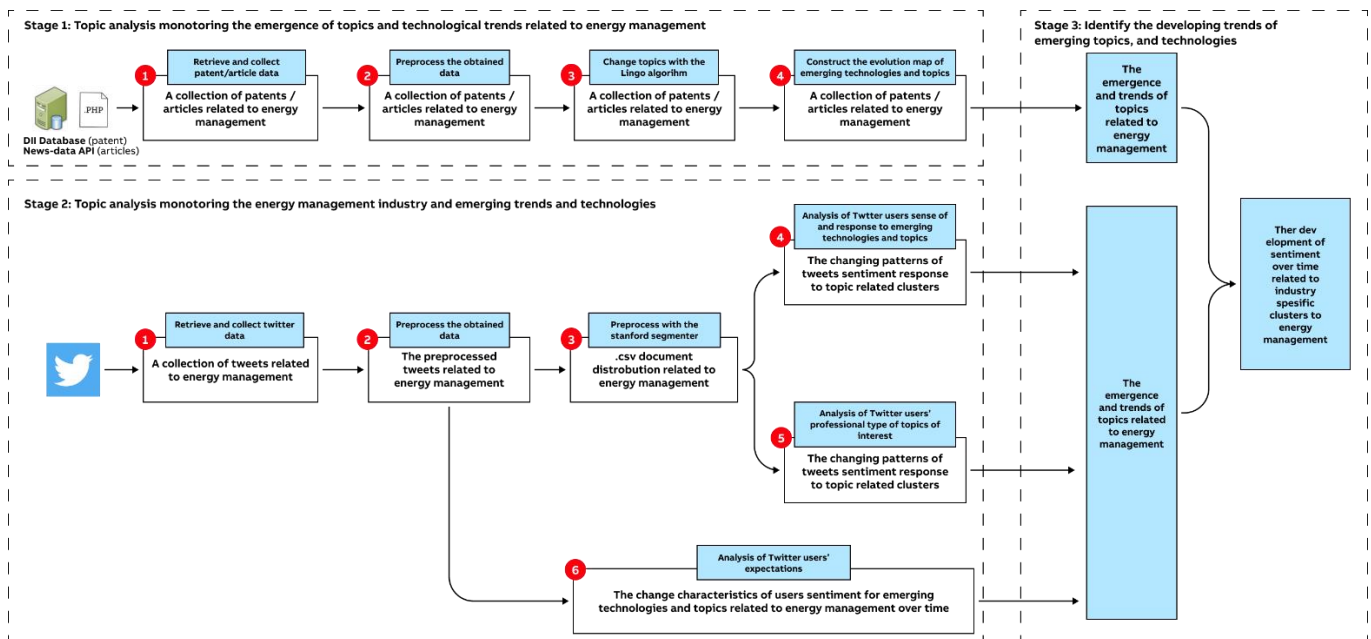 Stage 1: Topic analysis monotoring the emergence of topics and technological trends related to energy management
1
Retrieve and collect
patent/article data
A collection of patents /
articles related to energy
management
2
Preprocess the obtained
data
A collection of patents /
articles related to energy
management
3
Change topics with the
Lingo algorihm
A collection of patents /
articles related to energy
management
4
Construct the evolution map of
emerging technologies and topics
A collection of patents /
articles related to energy
management
.PHP
DII Database (patent)
News-data API (articles)
Stage 2: Topic analysis monotoring the energy management industry and emerging trends and technologies
1
Retrieve and collect twitter
data
A collection of tweets related
to energy management
2
Preprocess the obtained
data
The preprocessed
tweets related to
energy management
3
Preprocess with the
stanford segmenter
.csv document
distrobution related to
energy management
4
Analysis of Twtter users sense of
and response to emerging
technologies and topics
The changing patterns of
tweets sentiment response
to topic related clusters
5
Analysis of Twitter users'
professional type of topics of
interest
The changing patterns of
tweets sentiment response
to topic related clusters
6
Analysis of Twitter users'
expectations
The change characteristics of users sentiment for emerging
technologies and topics related to energy management over time
Stage 3: Identify the developing trends of
emerging topics, and technologies
The
emergence
and trends of
topics
related to
energy
management
The
emergence
and trends of
topics related
to energy
management
Ther dev
elopment of
sentiment
over time
related to
industry
spesific
clusters to
energy
management